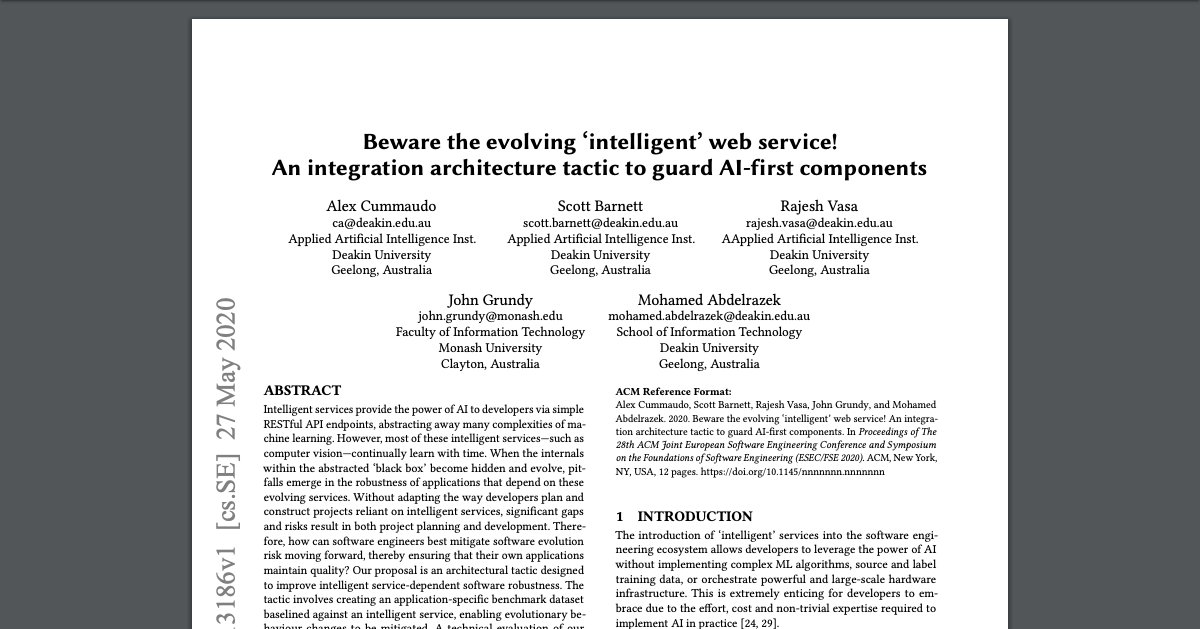 Beware the evolving ‘intelligent’ web service!
An integration architecture tactic to guard AI-first components
Alex Cummaudo
ca@deakin.edu.au
Applied Artificial Intelligence Inst.
Deakin University
Geelong, Australia
Scott Barnett
scott.barnett@deakin.edu.au
Applied Artificial Intelligence Inst.
Deakin University
Geelong, Australia
Rajesh Vasa
rajesh.vasa@deakin.edu.au
AApplied Artificial Intelligence Inst.
Deakin University
Geelong, Australia
John Grundy
john.grundy@monash.edu
Faculty of Information Technology
Monash University
Clayton, Australia
Mohamed Abdelrazek
mohamed.abdelrazek@deakin.edu.au
School of Information Technology
Deakin University
Geelong, Australia
ABSTRACT
Intelligent services provide the power of AI to developers via simple
RESTful API endpoints, abstracting away many complexities of ma-
chine learning. However, most of these intelligent services—such as
computer vision—continually learn with time. When the internals
within the abstracted ‘black box’ become hidden and evolve, pit-
falls emerge in the robustness of applications that depend on these
evolving services. Without adapting the way developers plan and
construct projects reliant on intelligent services, significant gaps
and risks result in both project planning and development. There-
fore, how can software engineers best mitigate software evolution
risk moving forward, thereby ensuring that their own applications
maintain quality? Our proposal is an architectural tactic designed
to improve intelligent service-dependent software robustness. The
tactic involves creating an application-specific benchmark dataset
baselined against an intelligent service, enabling evolutionary be-
haviour changes to be mitigated. A technical evaluation of our
ACM Reference Format:
Alex Cummaudo, Scott Barnett, Rajesh Vasa, John Grundy, and Mohamed
Abdelrazek. 2020. Beware the evolving ‘intelligent’ web service! An integra-
tion architecture tactic to guard AI-first components. In Proceedings of The
28th ACM Joint European Software Engineering Conference and Symposium
on the Foundations of Software Engineering (ESEC/FSE 2020). ACM, New York,
NY, USA, 12 pages. https://doi.org/10.1145/nnnnnnn.nnnnnnn
1 INTRODUCTION
The introduction of ‘intelligent’ services into the software engi-
neering ecosystem allows developers to leverage the power of AI
without implementing complex ML algorithms, source and label
training data, or orchestrate powerful and large-scale hardware
infrastructure. This is extremely enticing for developers to em-
brace due to the effort, cost and non-trivial expertise required to
implement AI in practice [24, 29].
3186v1 [cs.SE] 27 May 2020